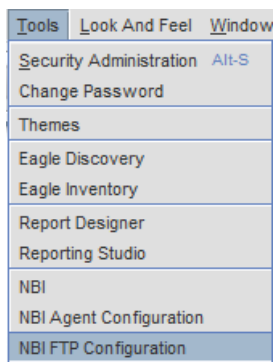 Tools Look And Feel Window
Security Administration Alt-S
Change Password
Themes
Eagle Discovery
Eagle Inventory
Report Designer
Reporting Studio
NBI
NBI Agent Configuration
NBI FTP Configuration